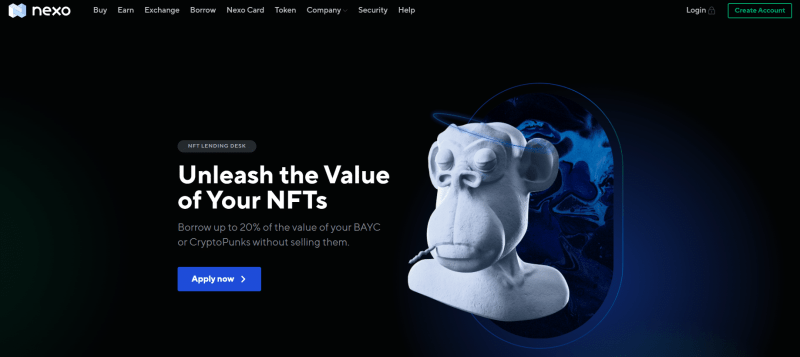 nexo Buy Earn Exchange Borrow Nexo Card Token Company Security Help Login Create Account
NFT LENDING DESK
Unleash the Value
of Your NFTs
Borrow up to 20% of the value of your BAYC
or CryptoPunks without selling them.
Apply now